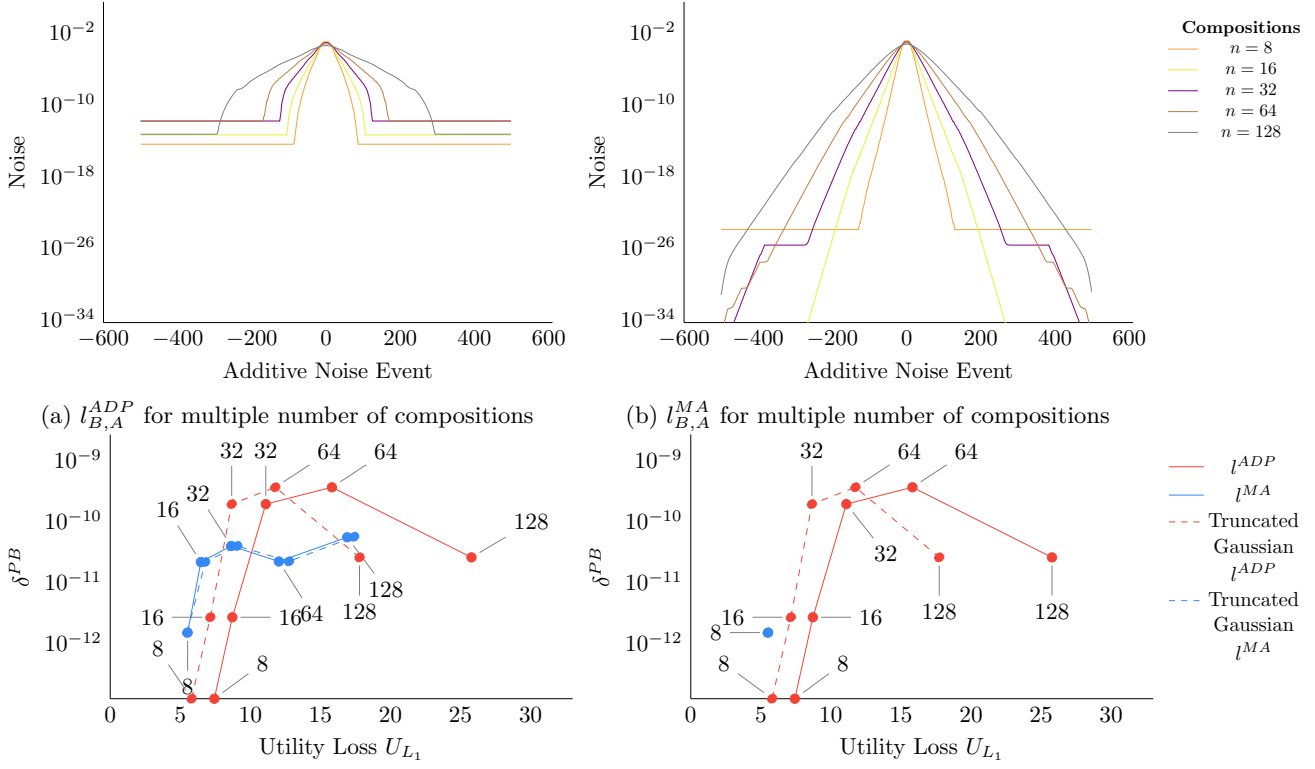 10^{-2}
10^{-10}
10^{-18}
10^{-26}
10^{-34}
Noise
−600 −400 −200 0 200 400 600
Additive Noise Event
(a) l^{ADP}_{B,A} for multiple number of compositions
10^{-2}
10^{-10}
10^{-18}
10^{-26}
10^{-34}
Noise
−600 −400 −200 0 200 400 600
Additive Noise Event
(b) l^{MA}_{B,A} for multiple number of compositions
Compositions
n = 8
n = 16
n = 32
n = 64
n = 128
10^{-9}
10^{-10}
10^{-11}
10^{-12}
δ^{PB}
32 32 64 64
32
16
128
16 16 64 128
128
8 8
8
0 5 10 15 20 25 30
Utility Loss U_{L_1}
10^{-9}
10^{-10}
10^{-11}
10^{-12}
δ^{PB}
32 64 64
32
16 16 128 128
8
8 8
0 5 10 15 20 25 30
Utility Loss U_{L_1}
l^{ADP}
l^{MA}
Truncated
Gaussian
l^{ADP}
Truncated
Gaussian
l^{MA}